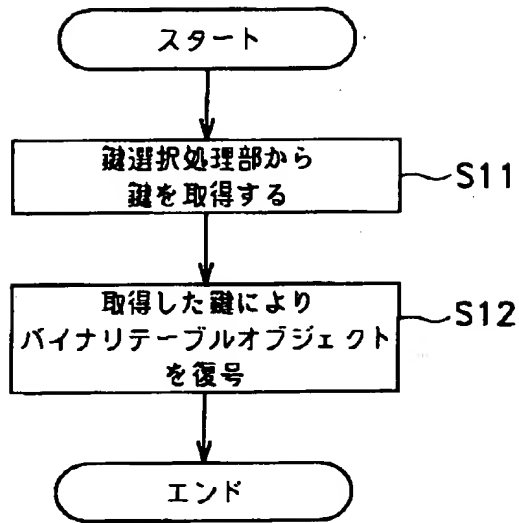 スタート
鍵選択処理部から
鍵を取得する
S11
取得した鍵により
バイナリテーブルオブジェクト
を復号
S12
エンド